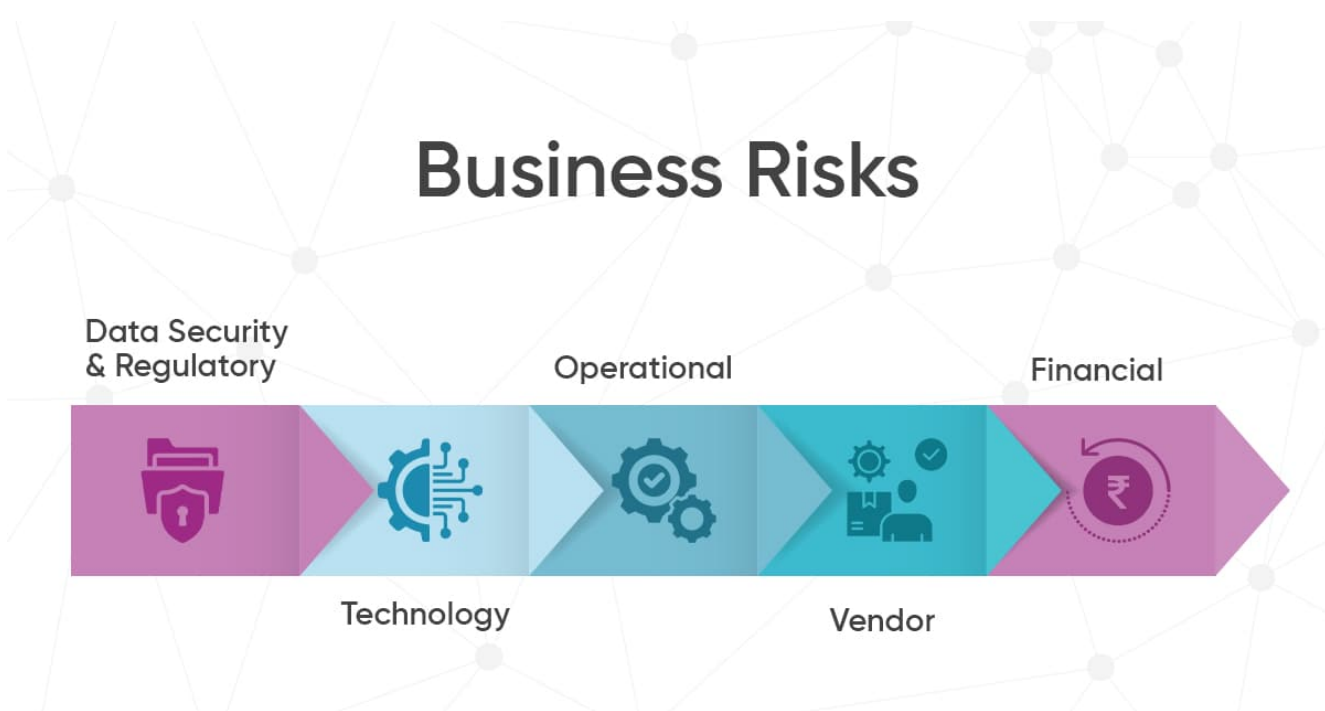 Business Risks
Data Security
& Regulatory
Technology
Operational
Vendor
Financial
₹